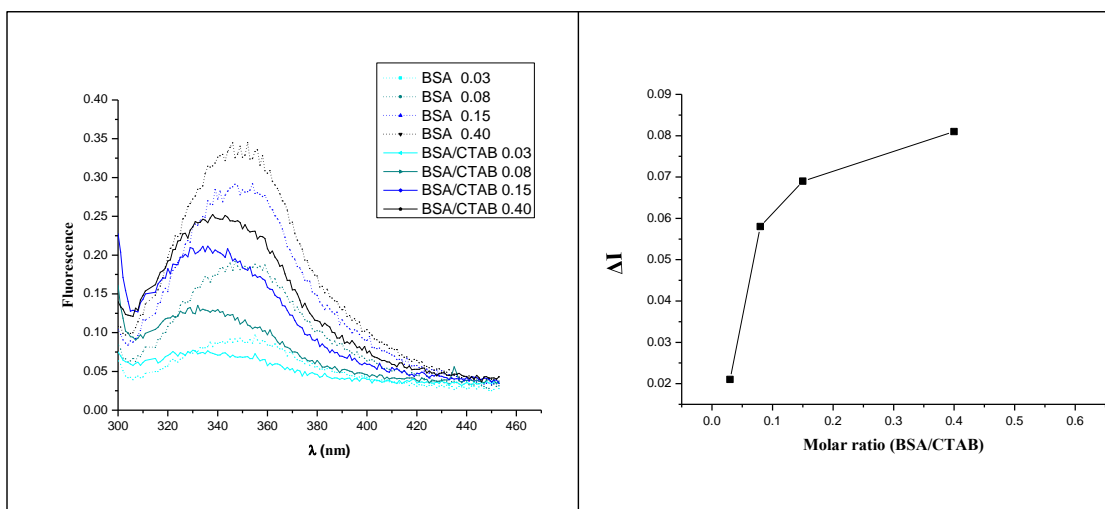 BSA 0.03
BSA 0.08
BSA 0.15
BSA 0.40
BSA/CTAB 0.03
BSA/CTAB 0.08
BSA/CTAB 0.15
BSA/CTAB 0.40
0.40
0.35
0.30
0.25
0.20
0.15
0.10
0.05
0.00
Fluorescence
300 320 340 360 380 400 420 440 460
λ (nm)
0.09
0.08
0.07
0.06
0.05
0.04
0.03
0.02
ΔI
0.0 0.1 0.2 0.3 0.4 0.5 0.6
Molar ratio (BSA/CTAB)